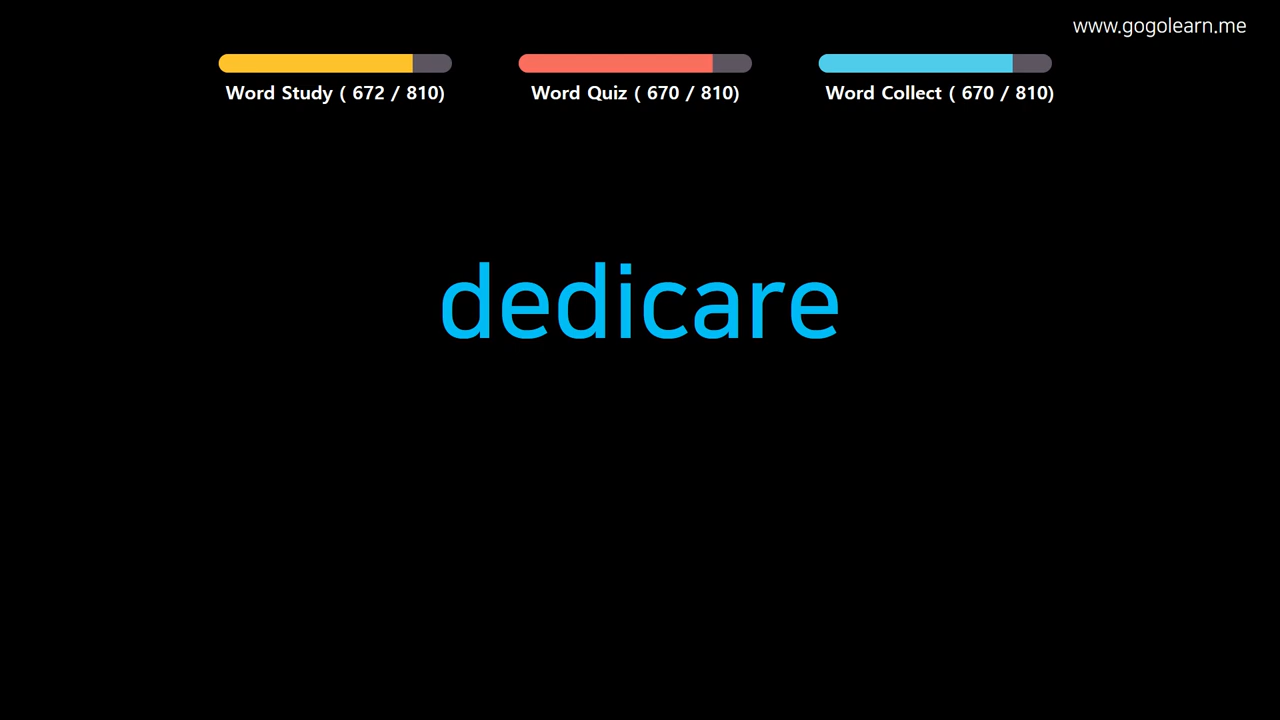 www.gogolearn.me
Word Study ( 672 / 810)
Word Quiz ( 670 / 810)
Word Collect ( 670 / 810)
dedicare